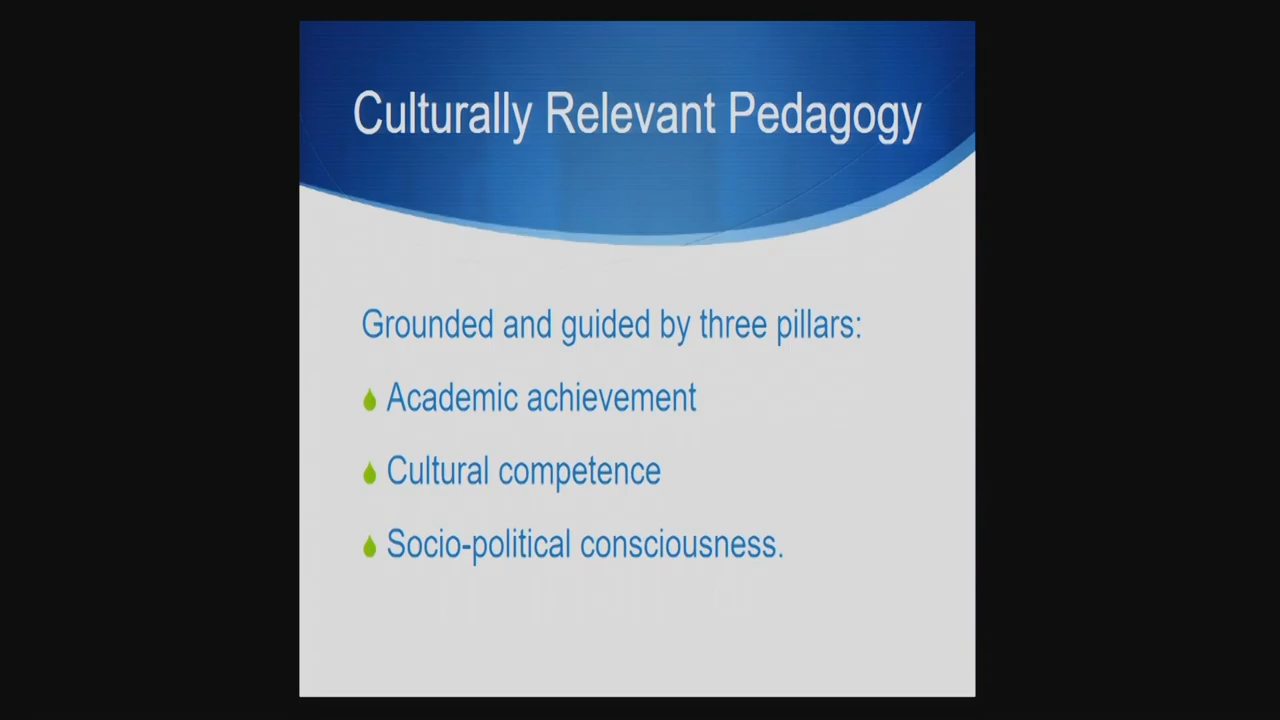 Culturally Relevant Pedagogy
Grounded and guided by three pillars:
Academic achievement
Cultural competence
Socio-political consciousness.